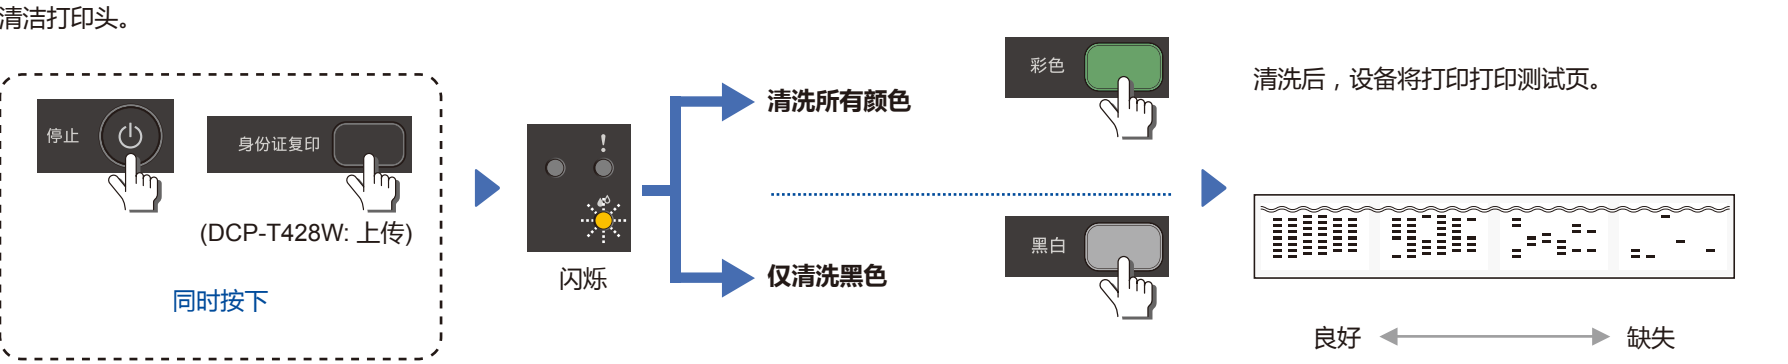 清洁打印头。
停止
身份证复印
(DCP-T428W: 上传)
同时按下
!
闪烁
清洗所有颜色
彩色
仅清洗黑色
黑白
清洗后，设备将打印打印测试页。
良好
缺失